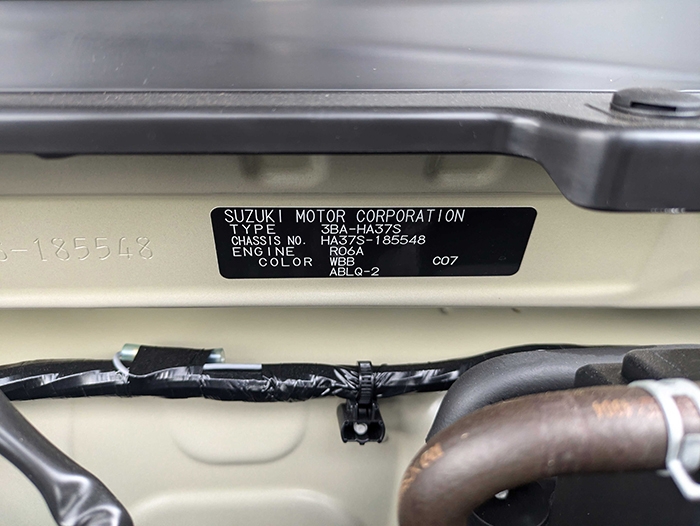 SUZUKI MOTOR CORPORATION
TYPE 3BA-HA37S
CHASSIS NO. HA37S-185548
ENGINE R06A
COLOR WBB C07
ABLQ-2
-185548